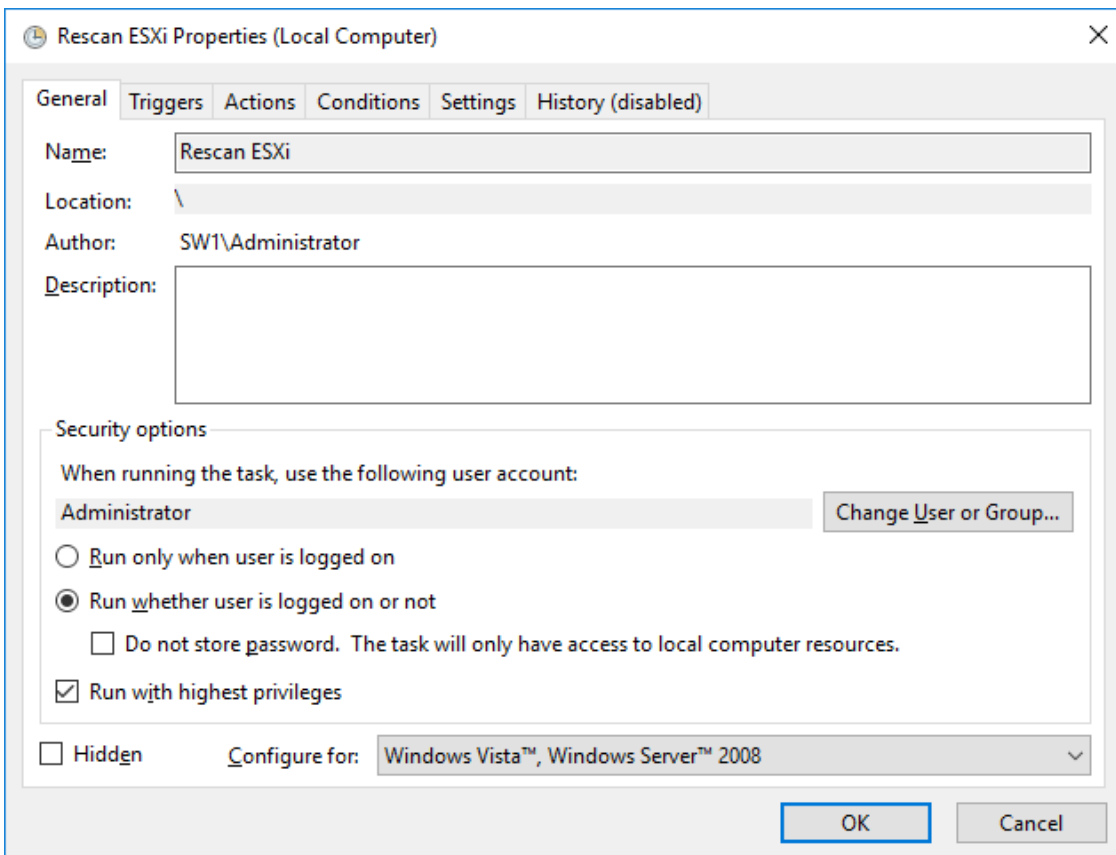 Rescan ESXi Properties (Local Computer)
General Triggers Actions Conditions Settings History (disabled)
Name: Rescan ESXi
Location: \
Author: SW1\Administrator
Description:
Security options
When running the task, use the following user account:
Administrator Change User or Group...
Run only when user is logged on
Run whether user is logged on or not
Do not store password. The task will only have access to local computer resources.
Run with highest privileges
Hidden Configure for: Windows Vista™, Windows Server™ 2008
OK Cancel